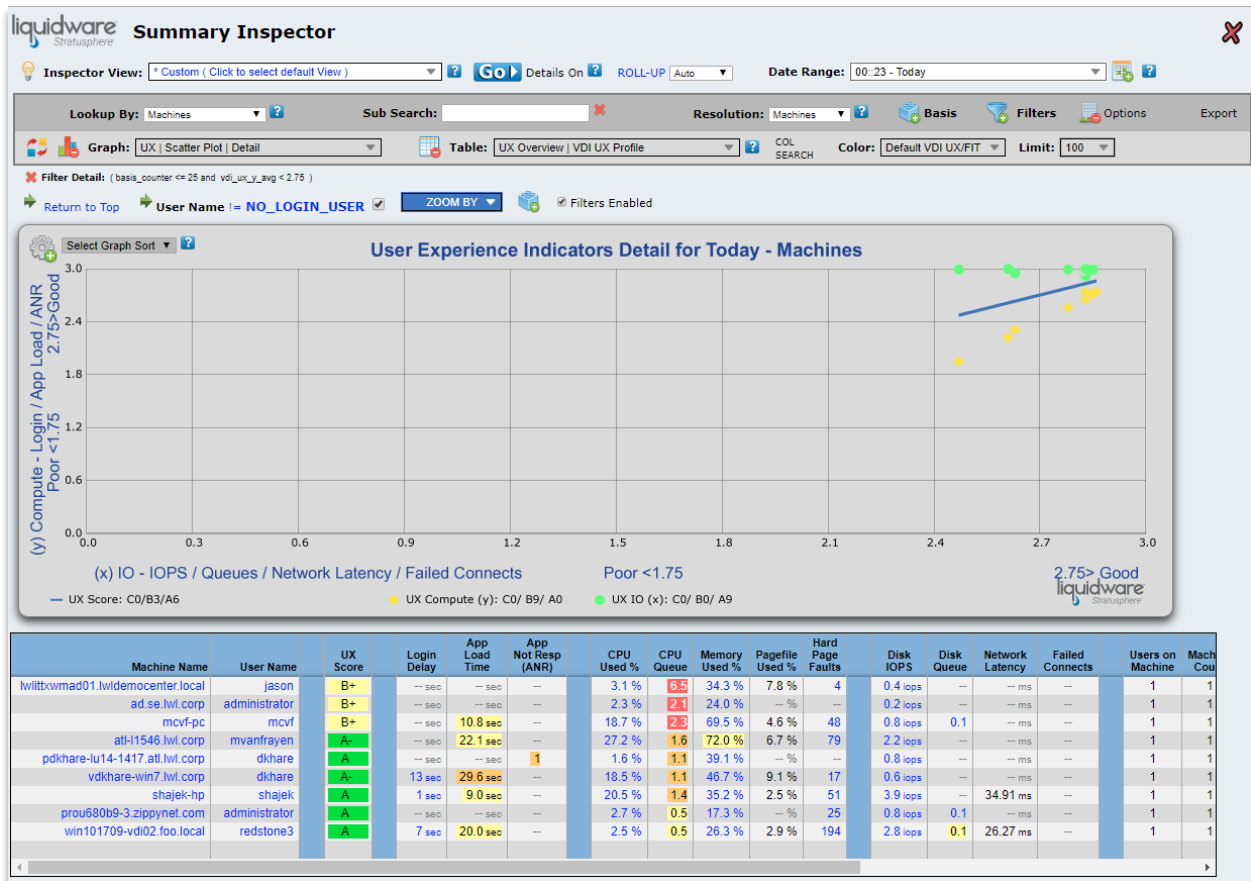 liquidware Stratusphere Summary Inspector
Inspector View: * Custom ( Click to select default View ) Go Details On ROLL-UP Auto Date Range: 00::23 - Today
Lookup By: Machines Sub Search: Resolution: Machines Basis Filters Options Export
Graph: UX | Scatter Plot | Detail Table: UX Overview | VDI UX Profile COL SEARCH Color: Default VDI UX/FIT Limit: 100
Filter Detail: ( basis_counter <= 25 and vdi_ux_y_avg < 2.75 )
Return to Top User Name != NO_LOGIN_USER ZOOM BY Filters Enabled
Select Graph Sort
User Experience Indicators Detail for Today - Machines
(y) Compute - Login / App Load / ANR
Poor <1.75 2.75>Good
3.0
2.4
1.8
1.2
0.6
0.0
0.0 0.3 0.6 0.9 1.2 1.5 1.8 2.1 2.4 2.7 3.0
(x) IO - IOPS / Queues / Network Latency / Failed Connects Poor <1.75 2.75> Good
liquidware Stratusphere
UX Score: C0/B3/A6 UX Compute (y): C0/ B9/ A0 UX IO (x): C0/ B0/ A9
Machine Name User Name UX Score Login Delay App Load Time App Not Resp (ANR) CPU Used % CPU Queue Memory Used % Pagefile Used % Hard Page Faults Disk IOPS Disk Queue Network Latency Failed Connects Users on Machine Mach Cou
lwlittxwmad01.lwldemocenter.local jason B+ -- sec -- sec -- 3.1 % 6.5 34.3 % 7.8 % 4 0.4 iops -- -- ms -- 1 1
ad.se.lwl.corp administrator B+ -- sec -- sec -- 2.3 % 2.1 24.0 % -- % -- 0.2 iops -- -- ms -- 1 1
mcvf-pc mcvf B+ -- sec 10.8 sec -- 18.7 % 2.3 69.5 % 4.6 % 48 0.8 iops 0.1 -- ms -- 1 1
atl-l1546.lwl.corp mvanfrayen A- -- sec 22.1 sec -- 27.2 % 1.6 72.0 % 6.7 % 79 2.2 iops -- -- ms -- 1 1
pdkhare-lu14-1417.atl.lwl.corp dkhare A -- sec -- sec 1 1.6 % 1.1 39.1 % -- % -- 0.8 iops -- -- ms -- 1 1
vdkhare-win7.lwl.corp dkhare A- 13 sec 29.6 sec -- 18.5 % 1.1 46.7 % 9.1 % 17 0.6 iops -- -- ms -- 1 1
shajek-hp shajek A 1 sec 9.0 sec -- 20.5 % 1.4 35.2 % 2.5 % 51 3.9 iops -- 34.91 ms -- 1 1
prou680b9-3.zippynet.com administrator A -- sec -- sec -- 2.7 % 0.5 17.3 % -- % 25 0.8 iops 0.1 -- ms -- 1 1
win101709-vdi02.foo.local redstone3 A 7 sec 20.0 sec -- 2.5 % 0.5 26.3 % 2.9 % 194 2.8 iops 0.1 26.27 ms -- 1 1